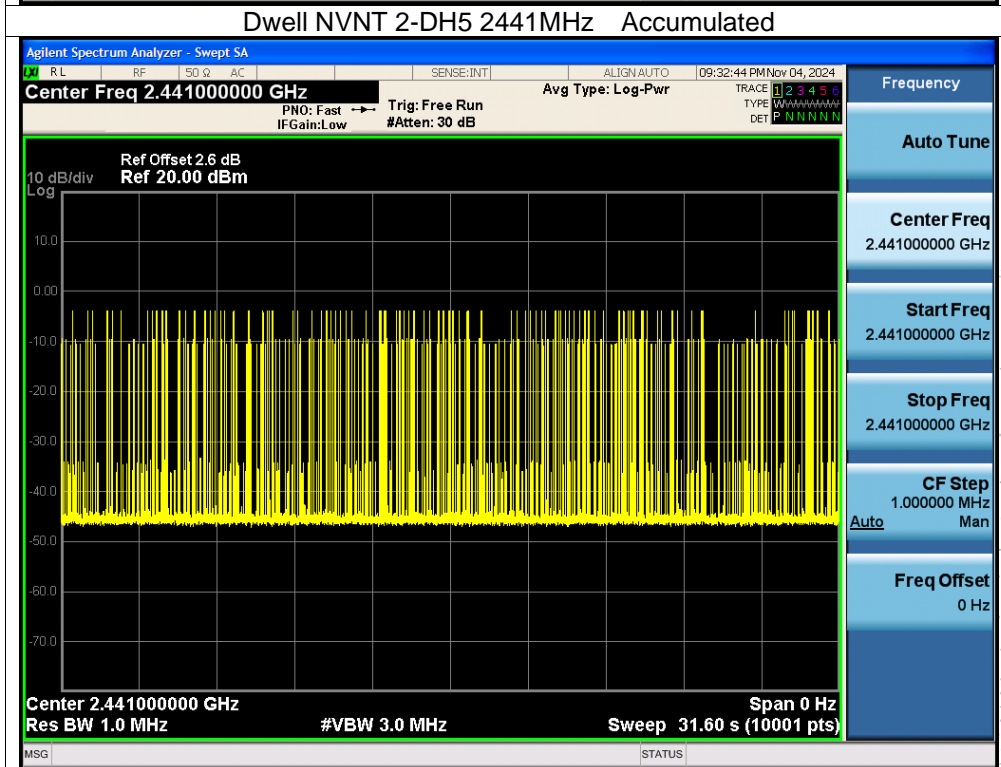 Dwell NVNT 2-DH5 2441MHz Accumulated
Agilent Spectrum Analyzer - Swept SA
LXI RL RF 50 Ω AC SENSE:INT ALIGN AUTO 09:32:44 PM Nov 04, 2024
Center Freq 2.441000000 GHz
PNO: Fast
IFGain:Low
Trig: Free Run
#Atten: 30 dB
Avg Type: Log-Pwr
TRACE 1 2 3 4 5 6
TYPE WWWWWW
DET P N N N N N
Ref Offset 2.6 dB
10 dB/div Ref 20.00 dBm
Log
10.0
0.00
-10.0
-20.0
-30.0
-40.0
-50.0
-60.0
-70.0
Center 2.441000000 GHz Span 0 Hz
Res BW 1.0 MHz #VBW 3.0 MHz Sweep 31.60 s (10001 pts)
MSG STATUS
Frequency
Auto Tune
Center Freq
2.441000000 GHz
Start Freq
2.441000000 GHz
Stop Freq
2.441000000 GHz
CF Step
1.000000 MHz
Auto Man
Freq Offset
0 Hz